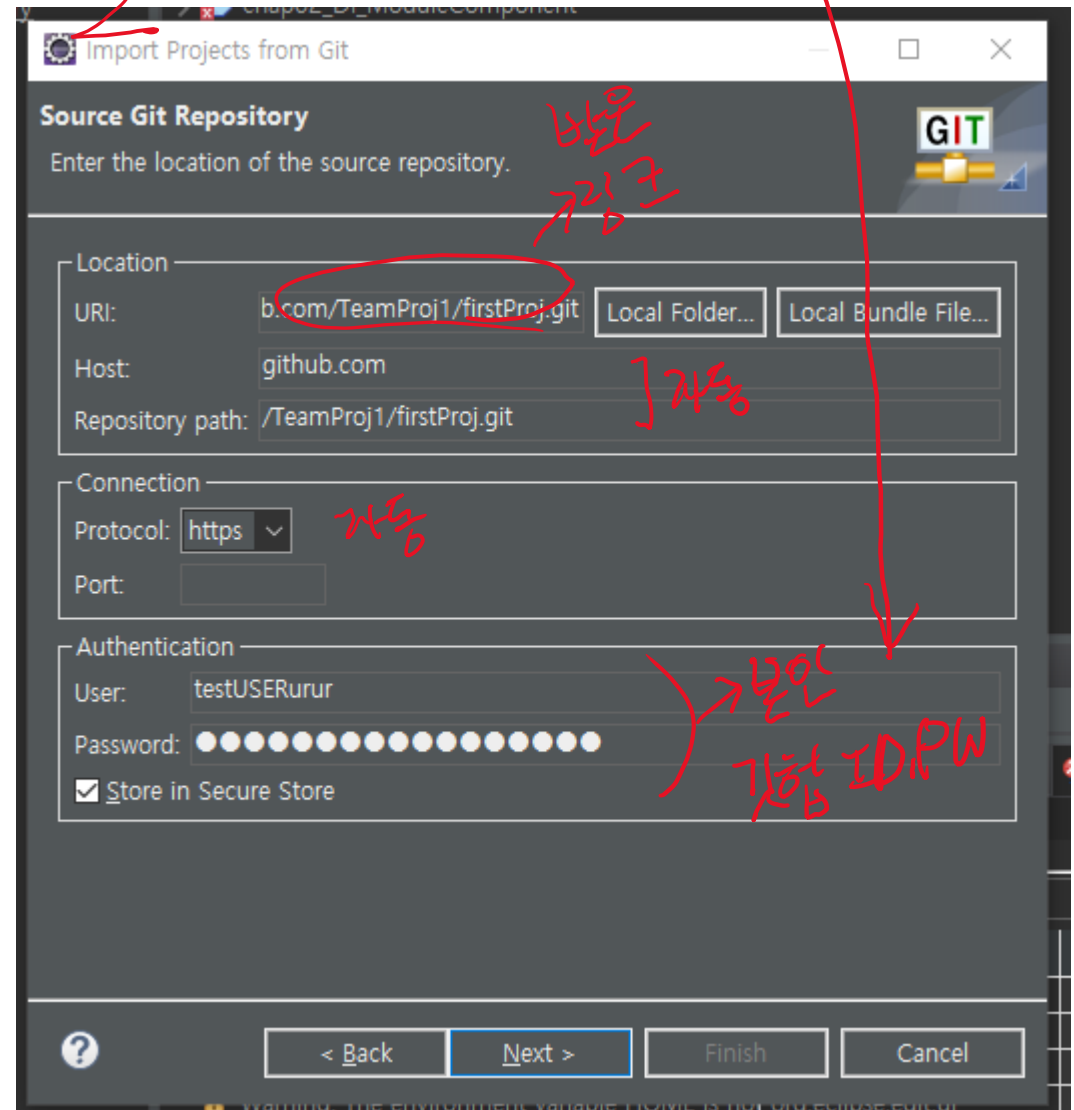 chap02_DI_ModuleComponent
Import Projects from Git
Source Git Repository
Enter the location of the source repository.
GIT
받은
링크
Location
URI:
b.com/TeamProj1/firstProj.git
Local Folder...
Local Bundle File...
Host:
github.com
Repository path:
/TeamProj1/firstProj.git
자동
Connection
Protocol:
https
자동
Port:
Authentication
User:
testUSERurur
본인
Password:
●●●●●●●●●●●●●●●●●
깃헙 ID, PW
Store in Secure Store
< Back
Next >
Finish
Cancel